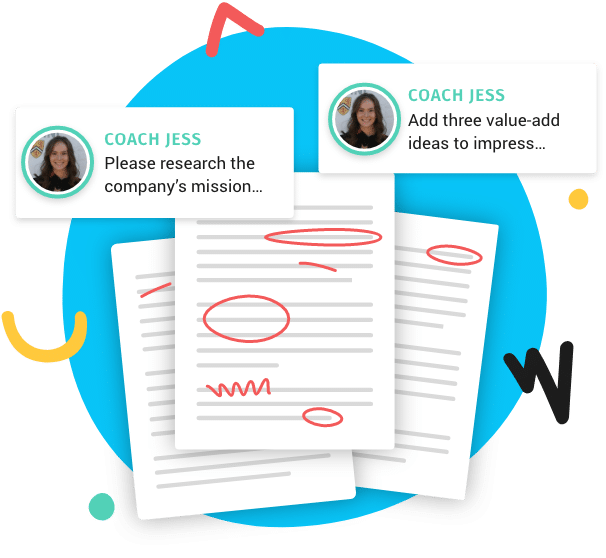 COACH JESS
Please research the
company's mission...
COACH JESS
Add three value-add
ideas to impress...